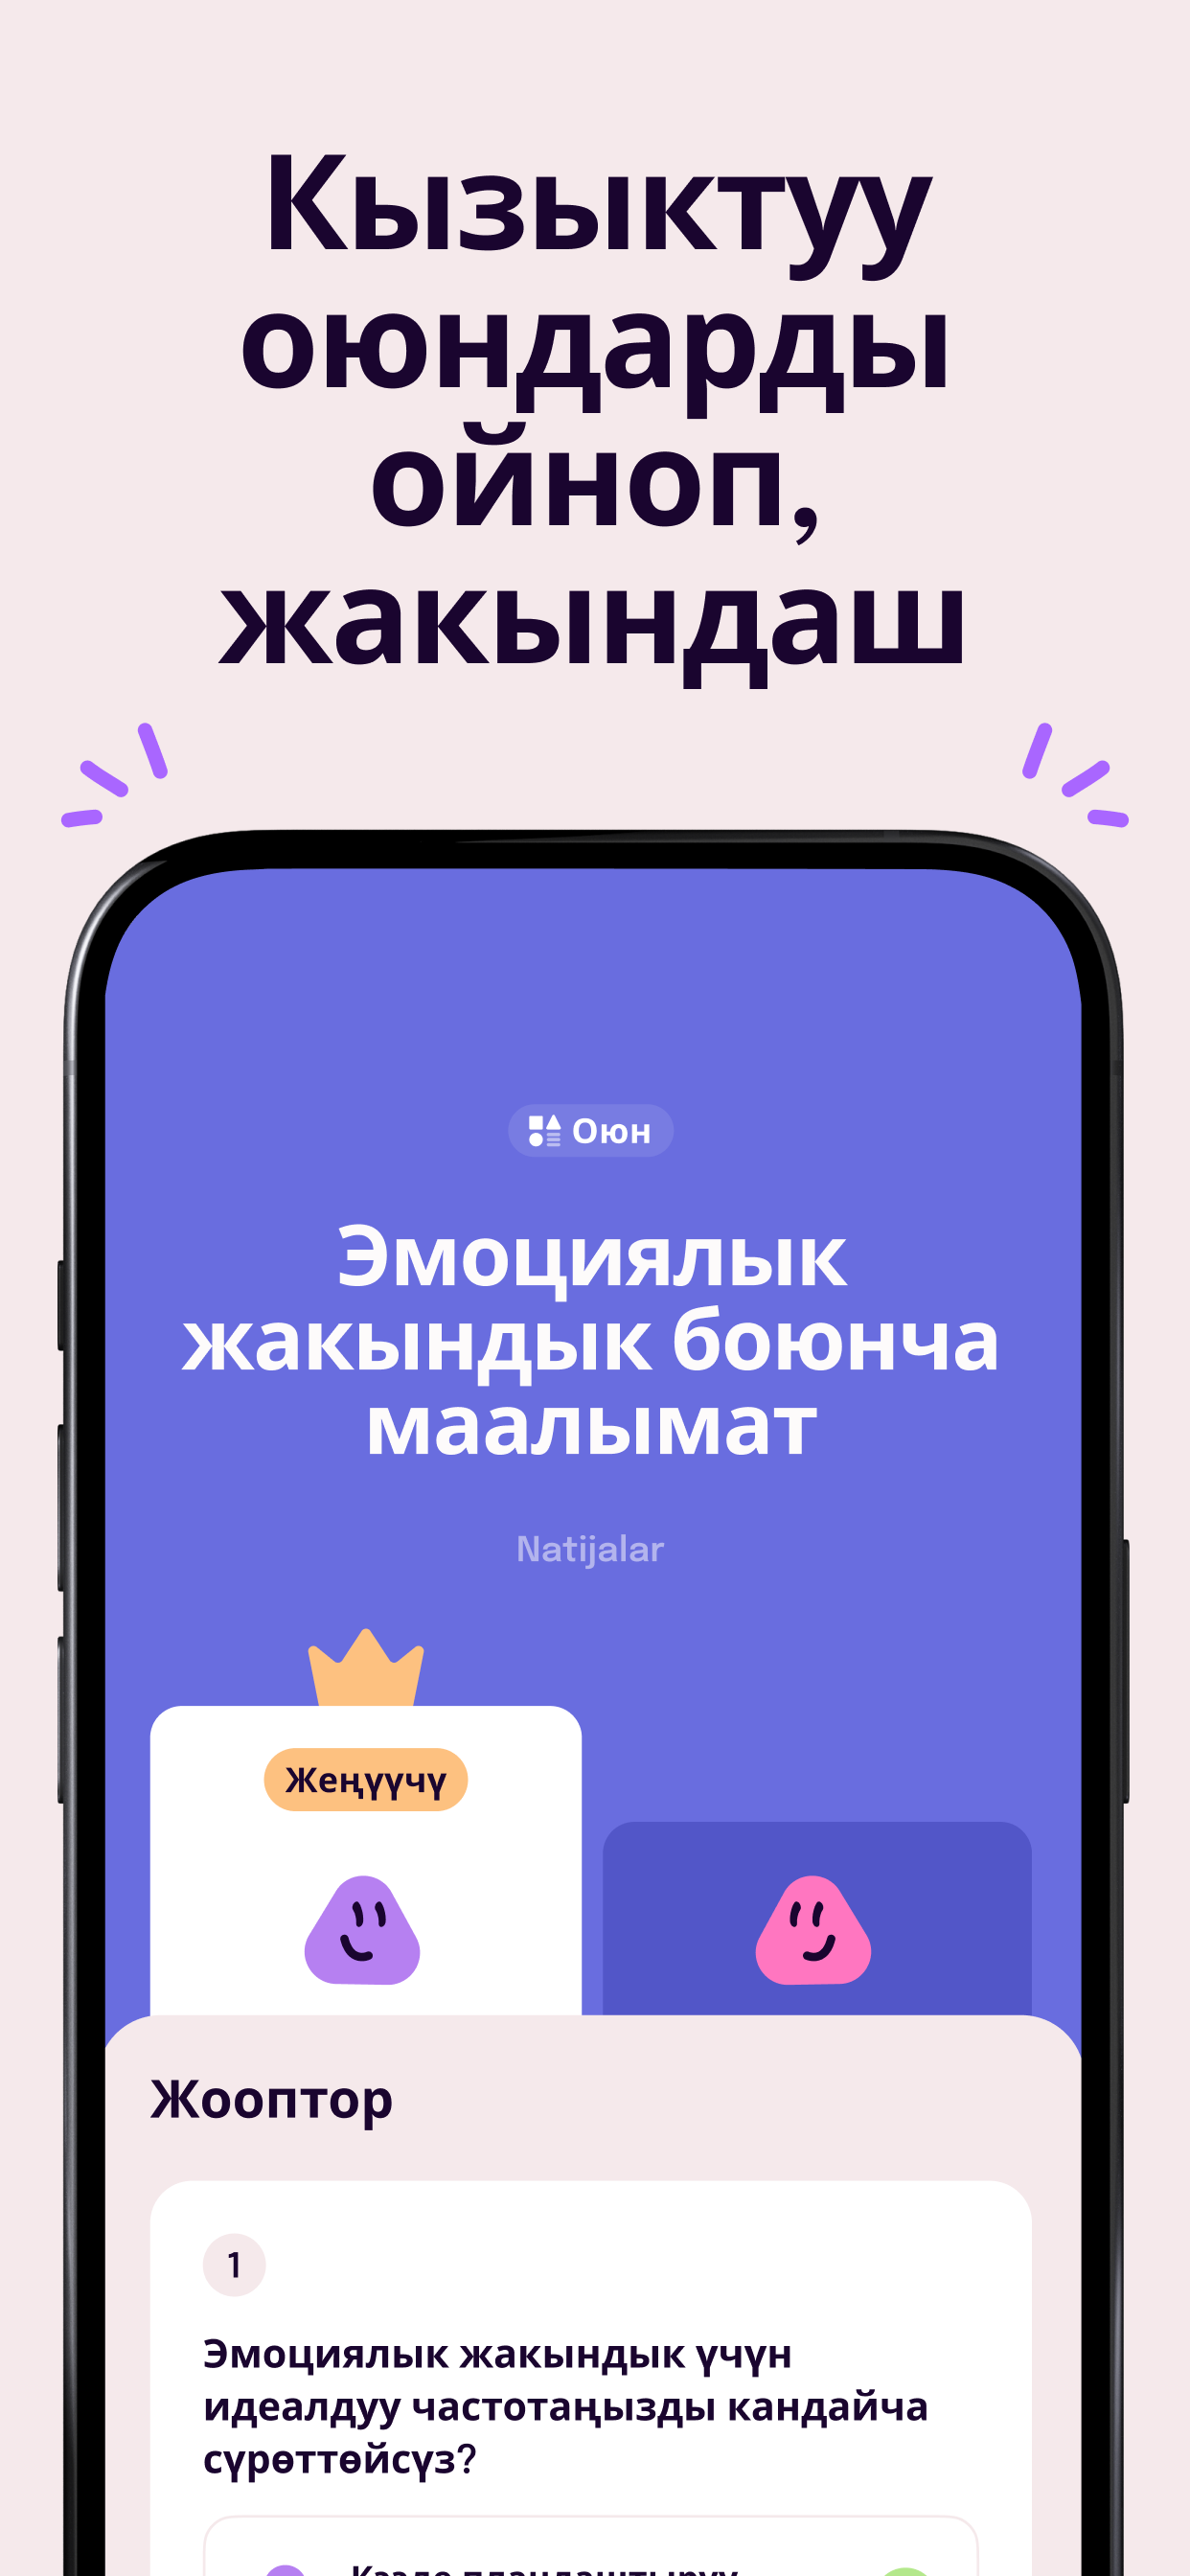 Кызыктуу
оюндарды
ойноп,
жакындаш
Оюн
Эмоциялык
жакындык боюнча
маалымат
Natijalar
Жеңүүчү
Жооптор
1
Эмоциялык жакындык үчүн
идеалдуу частотаңызды кандайча
сүрөттөйсүз?